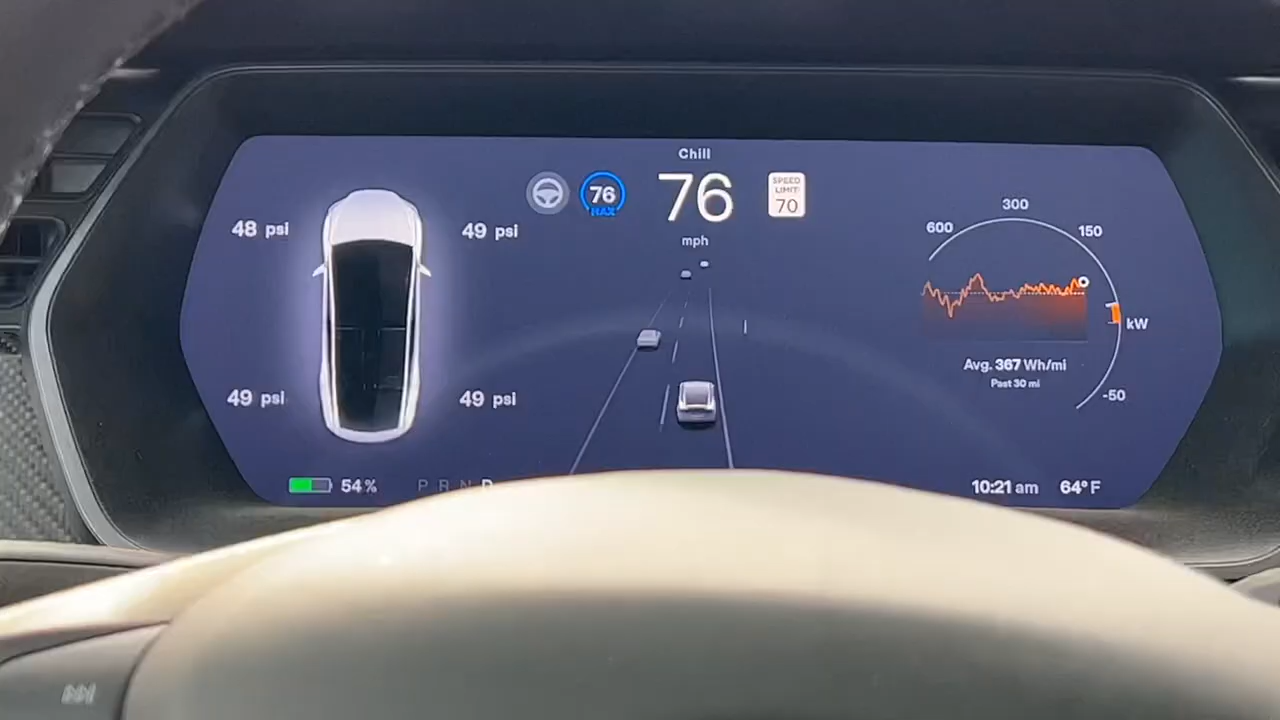 Chill
76
MAX
76
mph
SPEED
LIMIT
70
48 psi
49 psi
49 psi
49 psi
600
300
150
kW
-50
Avg. 367 Wh/mi
Past 30 mi
54%
P R N D
10:21 am
64°F